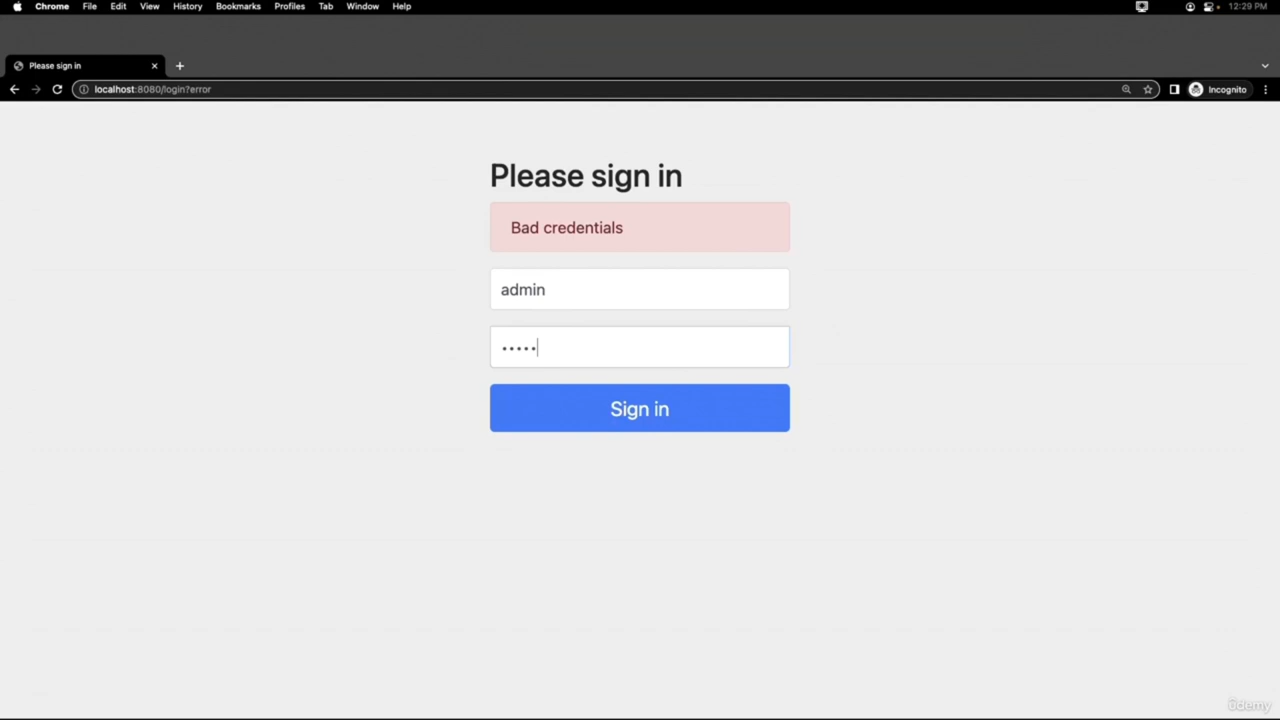 Chrome File Edit View History Bookmarks Profiles Tab Window Help 12:29 PM
Please sign in
localhost:8080/login?error Incognito
Please sign in
Bad credentials
admin
•••••
Sign in
ûdemy